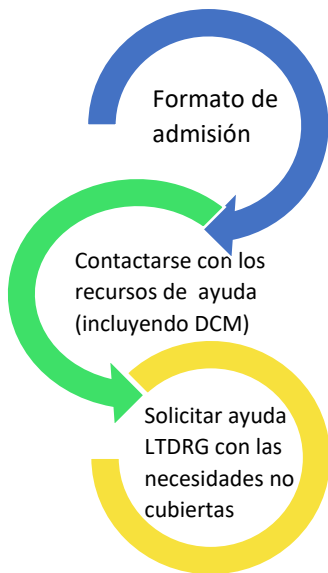 Formato de
admisión
Contactarse con los
recursos de ayuda
(incluyendo DCM)
Solicitar ayuda
LTDRG con las
necesidades no
cubiertas